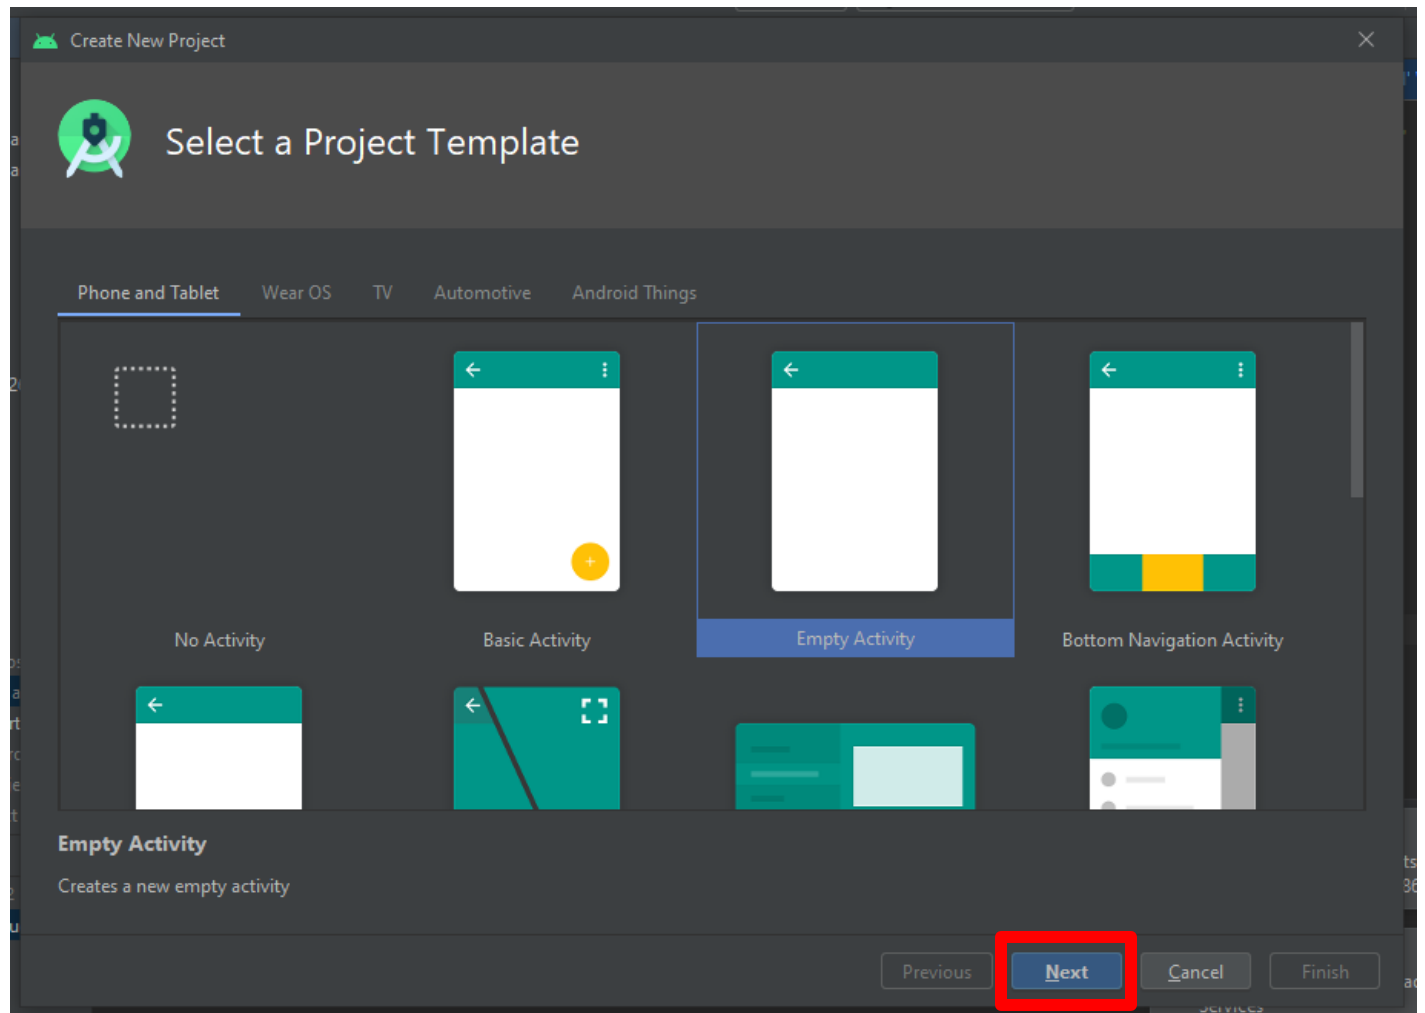 Create New Project
Select a Project Template
Phone and Tablet Wear OS TV Automotive Android Things
No Activity Basic Activity Empty Activity Bottom Navigation Activity
Empty Activity
Creates a new empty activity
Previous Next Cancel Finish